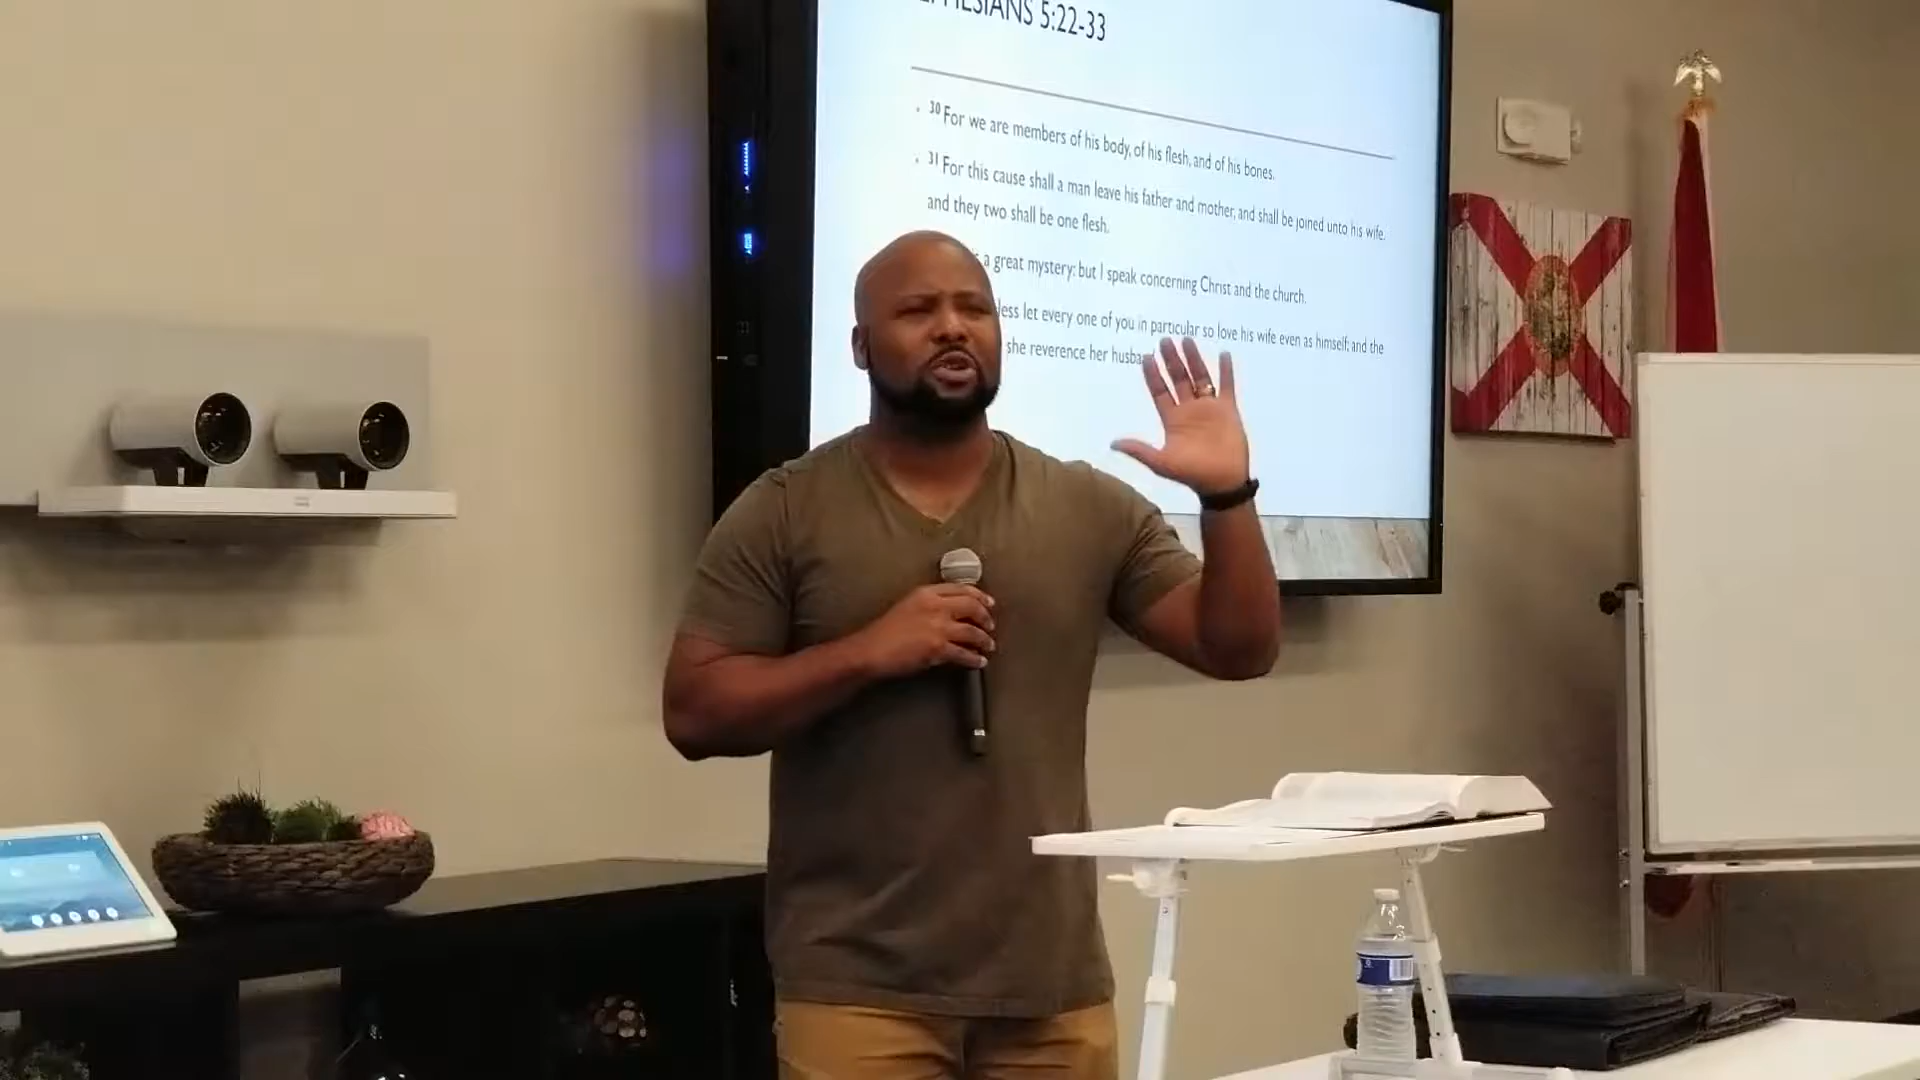 EPHESIANS 5:22-33
30 For we are members of his body, of his flesh, and of his bones.
31 For this cause shall a man leave his father and mother, and shall be joined unto his wife,
and they two shall be one flesh.
a great mystery: but I speak concerning Christ and the church.
less let every one of you in particular so love his wife even as himself; and the
she reverence her husba